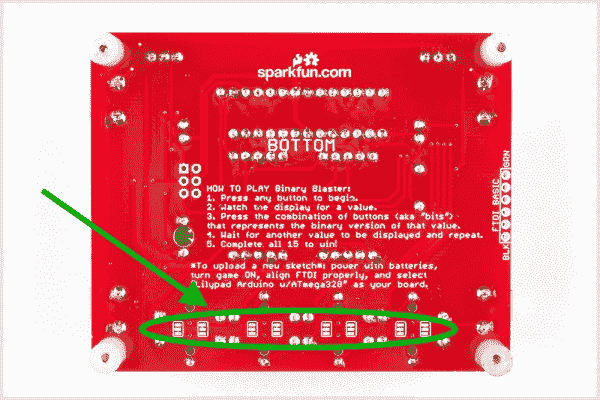 sparkfun.com
BOTTOM
HOW TO PLAY Binary Blaster:
1. Press any button to begin.
2. Watch the display for a value.
3. Press the combination of buttons (aka "bits")
that represents the binary version of that value.
4. Wait for another value to be displayed and repeat.
5. Complete all 15 to win!
*To upload a new sketch: power with batteries,
turn game ON, align FTDI properly, and select
"Lilypad Arduino w/ATmega328" as your board.
GRN
FTDI BASIC
BLK